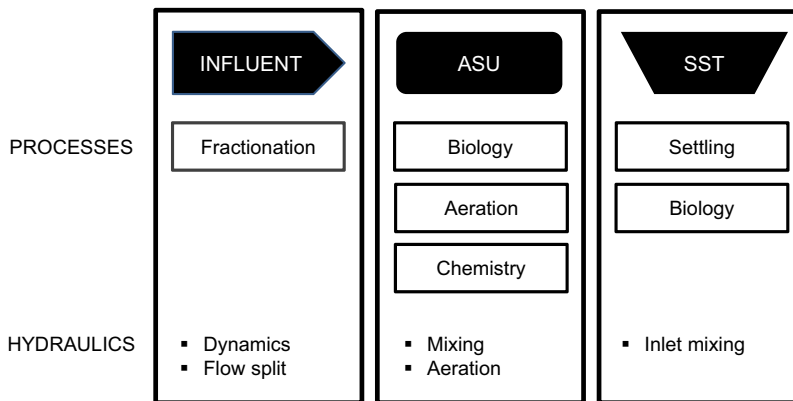 INFLUENT ASU SST
PROCESSES Fractionation Biology Settling
Aeration Biology
Chemistry
HYDRAULICS ▪ Dynamics ▪ Mixing ▪ Inlet mixing
▪ Flow split ▪ Aeration